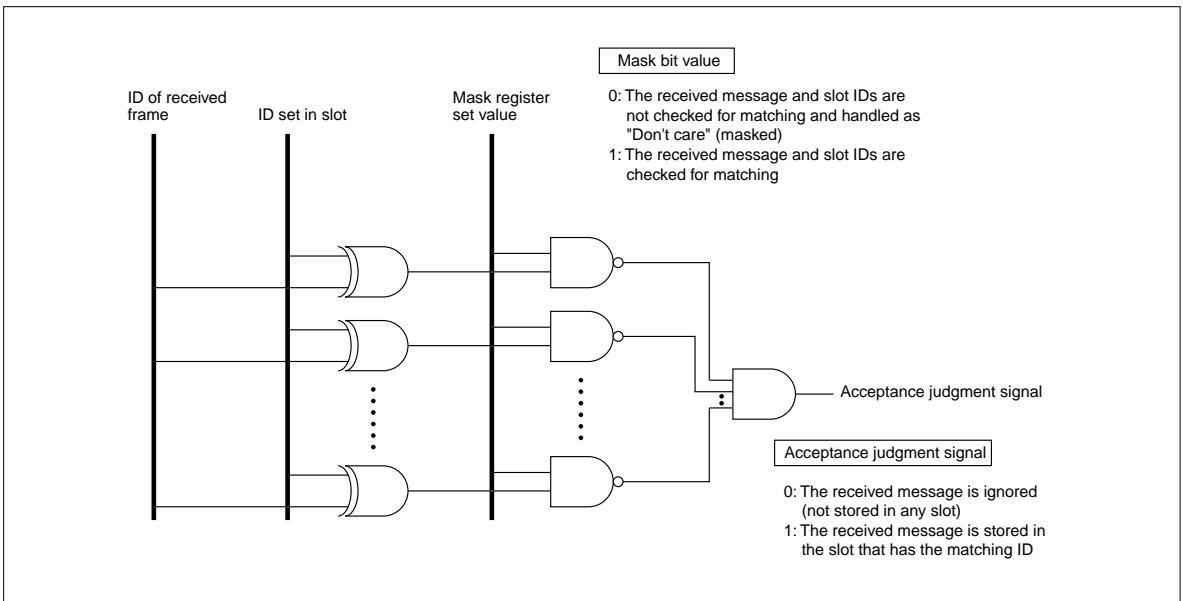 Mask bit value
0: The received message and slot IDs are
not checked for matching and handled as
"Don't care" (masked)
1: The received message and slot IDs are
checked for matching
ID of received
frame
ID set in slot
Mask register
set value
Acceptance judgment signal
Acceptance judgment signal
0: The received message is ignored
(not stored in any slot)
1: The received message is stored in
the slot that has the matching ID